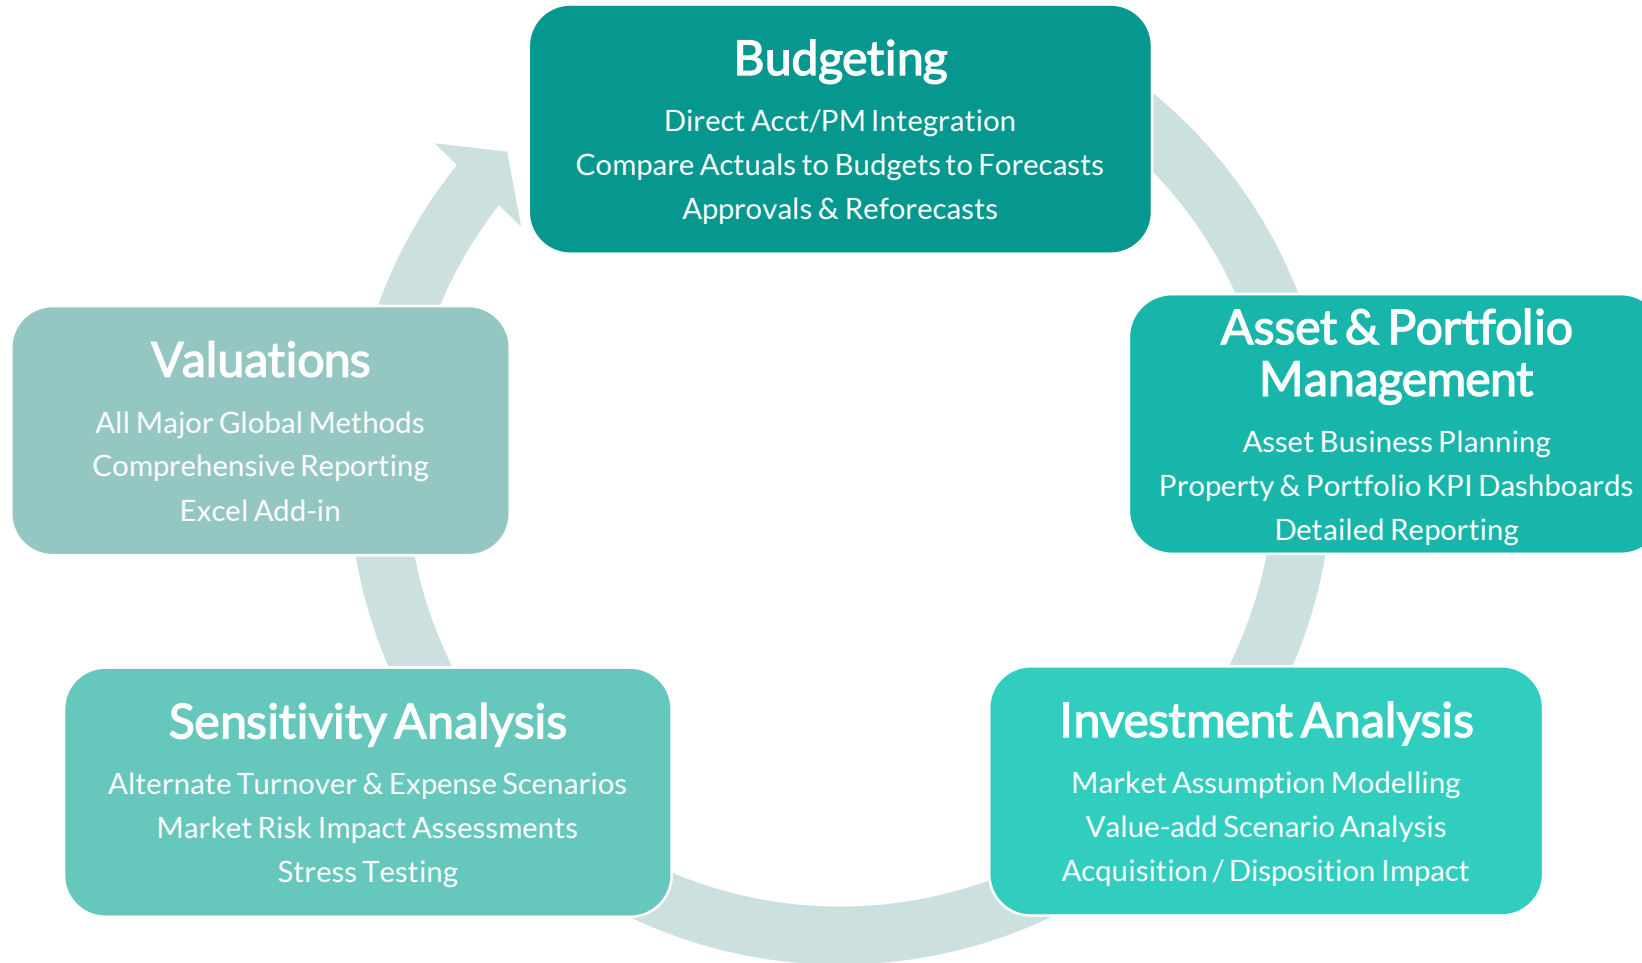 Budgeting
Direct Acct/PM Integration
Compare Actuals to Budgets to Forecasts
Approvals & Reforecasts
Asset & Portfolio
Management
Asset Business Planning
Property & Portfolio KPI Dashboards
Detailed Reporting
Investment Analysis
Market Assumption Modelling
Value-add Scenario Analysis
Acquisition / Disposition Impact
Sensitivity Analysis
Alternate Turnover & Expense Scenarios
Market Risk Impact Assessments
Stress Testing
Valuations
All Major Global Methods
Comprehensive Reporting
Excel Add-in